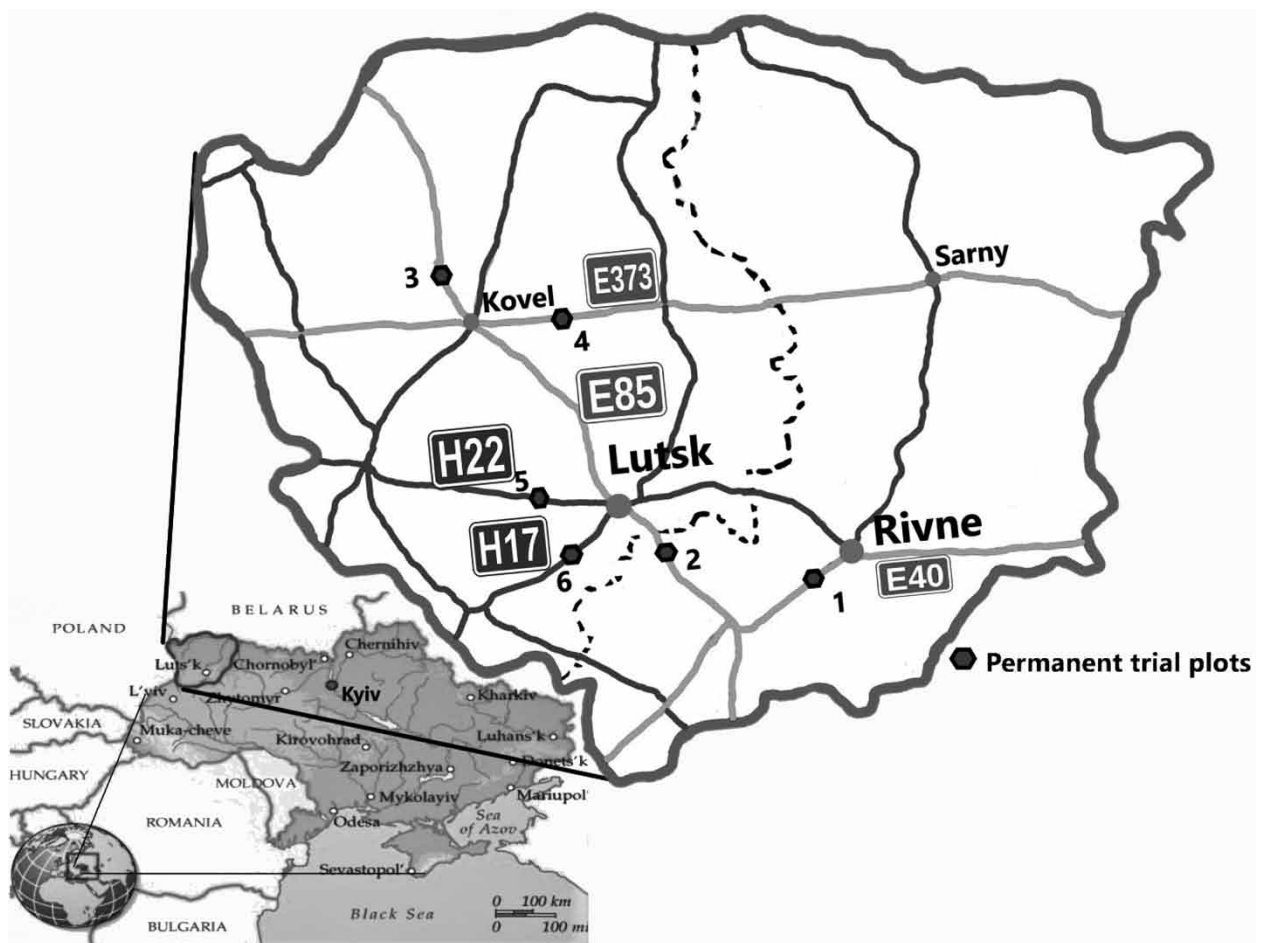 Sarny
3
E373
Kovel
4
E85
H22
Lutsk
5
H17
Rivne
2
6
E40
1
Permanent trial plots
BELARUS
POLAND
Chernihiv
Luts'k
Chornobyl'
L'viv
Zhytomyr
Kyiv
Kharkiv
SLOVAKIA
Muka-cheve
Kirovohrad
Luhans'k
HUNGARY
MOLDOVA
Zaporizhzhya
Donets'k
Mykolayiv
Mariupol'
ROMANIA
Odesa
Sea
of Azov
Sevastopol'
Black Sea
0 100 km
0 100 mi
BULGARIA